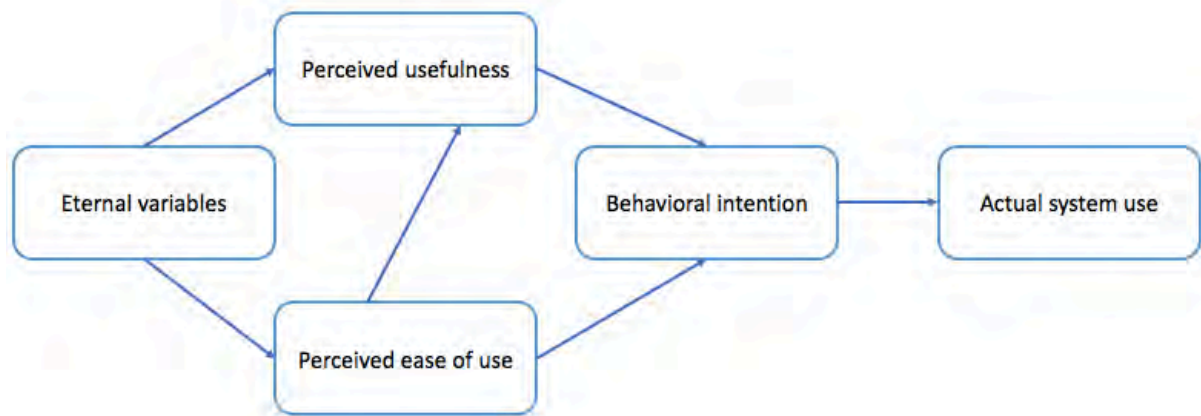 Perceived usefulness
Eternal variables
Behavioral intention
Actual system use
Perceived ease of use